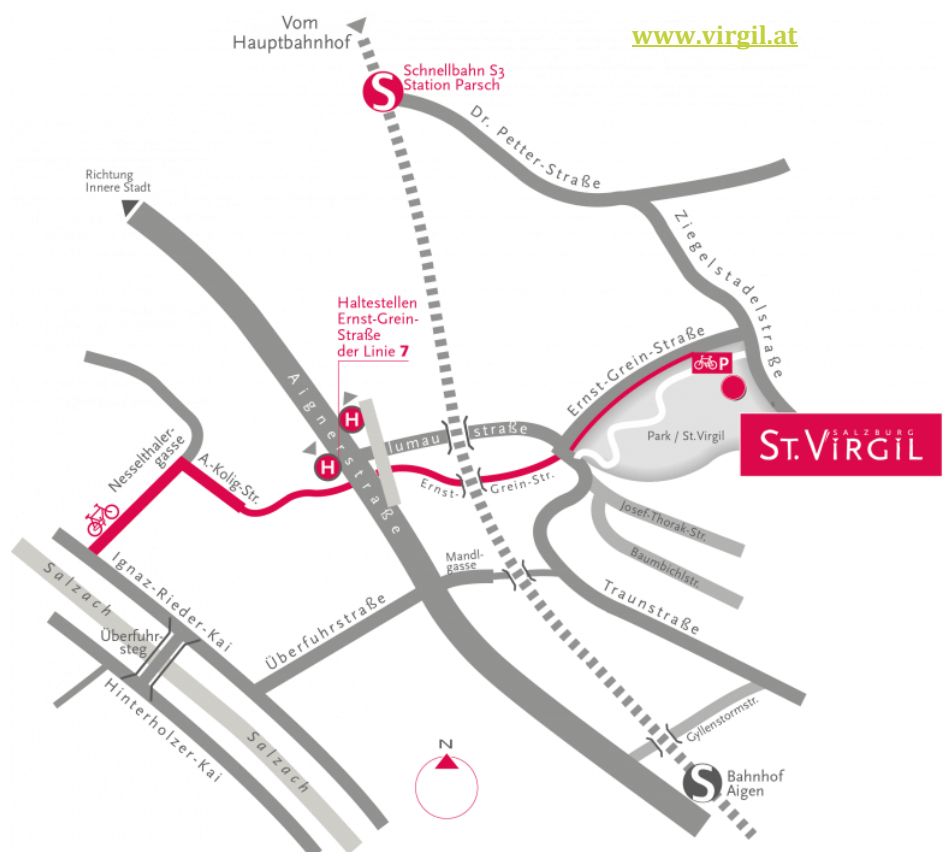 Vom
Hauptbahnhof
www.virgil.at
Schnellbahn S3
Station Parsch
S
Dr. Petter-Straße
Richtung
Innere Stadt
Ziegelstadelstraße
Haltestellen
Ernst-Grein-
Straße
der Linie 7
Aignerstraße
Ernst-Grein-Straße
P
H
H
lumau
straße
Park / St.Virgil
SALZBURG
ST.VIRGIL
Nesselthaler-
gasse
A.-Kolig-Str.
Ernst-
Grein-Str.
Josef-Thorak-Str.
Baumbichlstr.
Mandl-
gasse
Traunstraße
Ignaz-Rieder-Kai
Salzach
Überfuhrstraße
Überfuhr-
steg
Hinterholzer-Kai
Salzach
Gyllenstormstr.
N
S
Bahnhof
Aigen